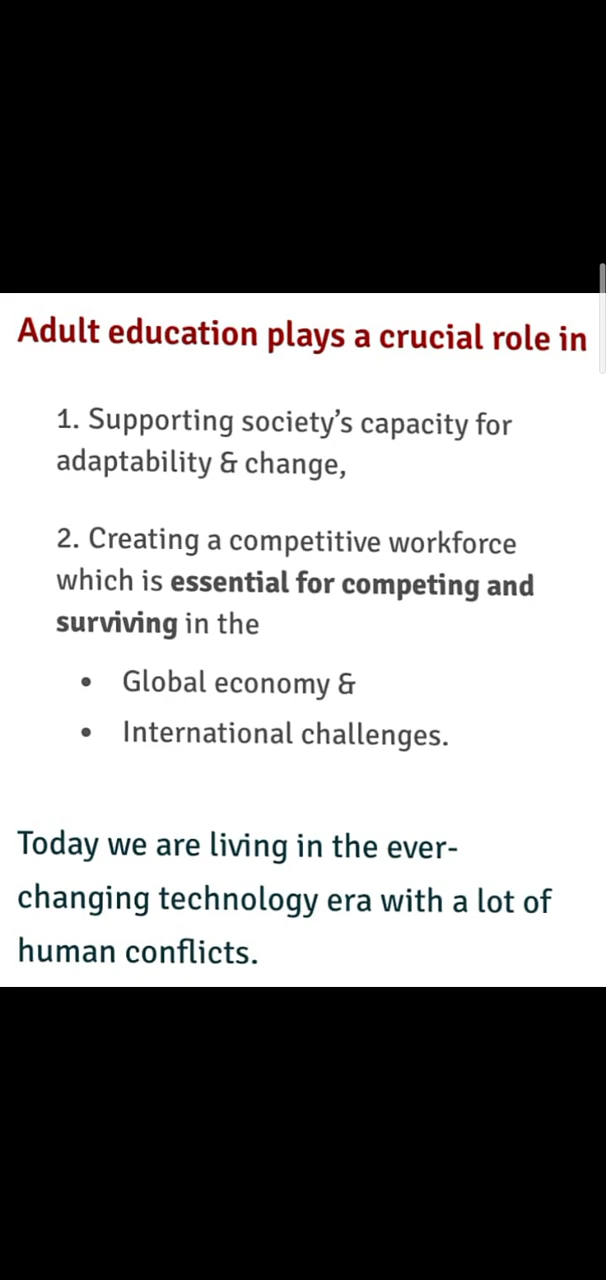 Adult education plays a crucial role in
1. Supporting society's capacity for
adaptability & change,
2. Creating a competitive workforce
which is essential for competing and
surviving in the
• Global economy &
• International challenges.
Today we are living in the ever-
changing technology era with a lot of
human conflicts.